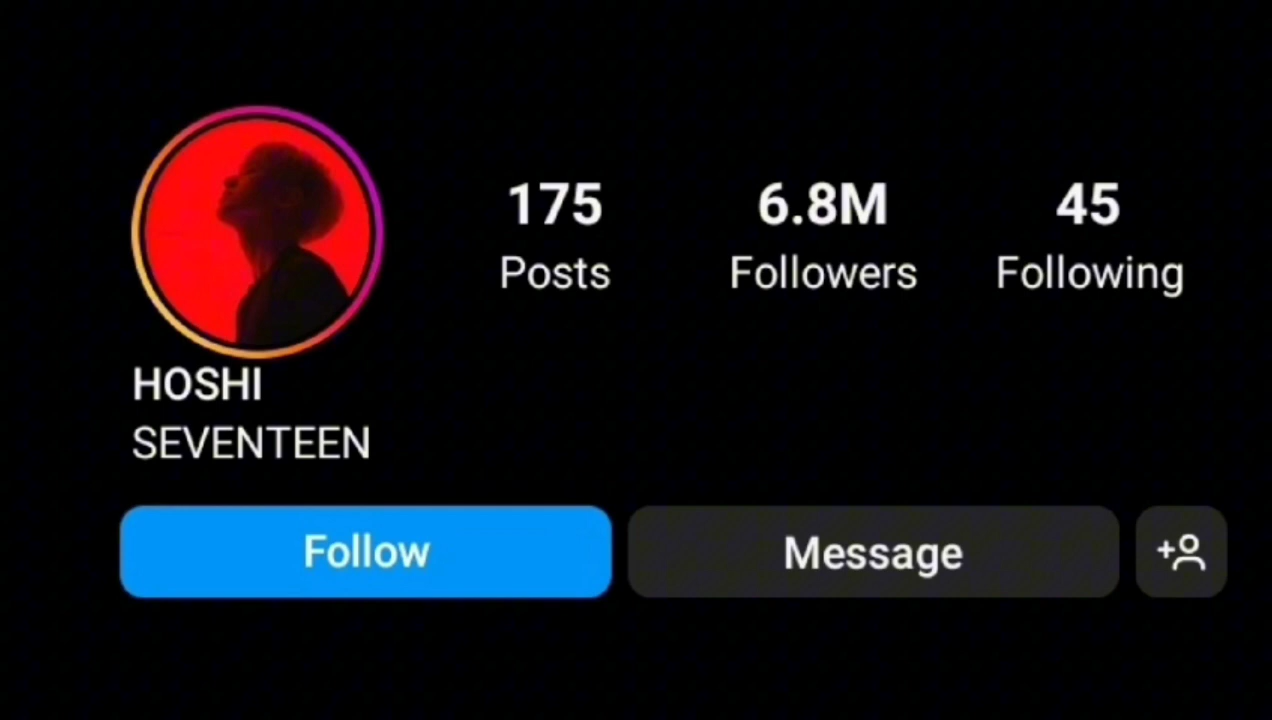 175 6.8M 45
Posts Followers Following
HOSHI
SEVENTEEN
Follow Message